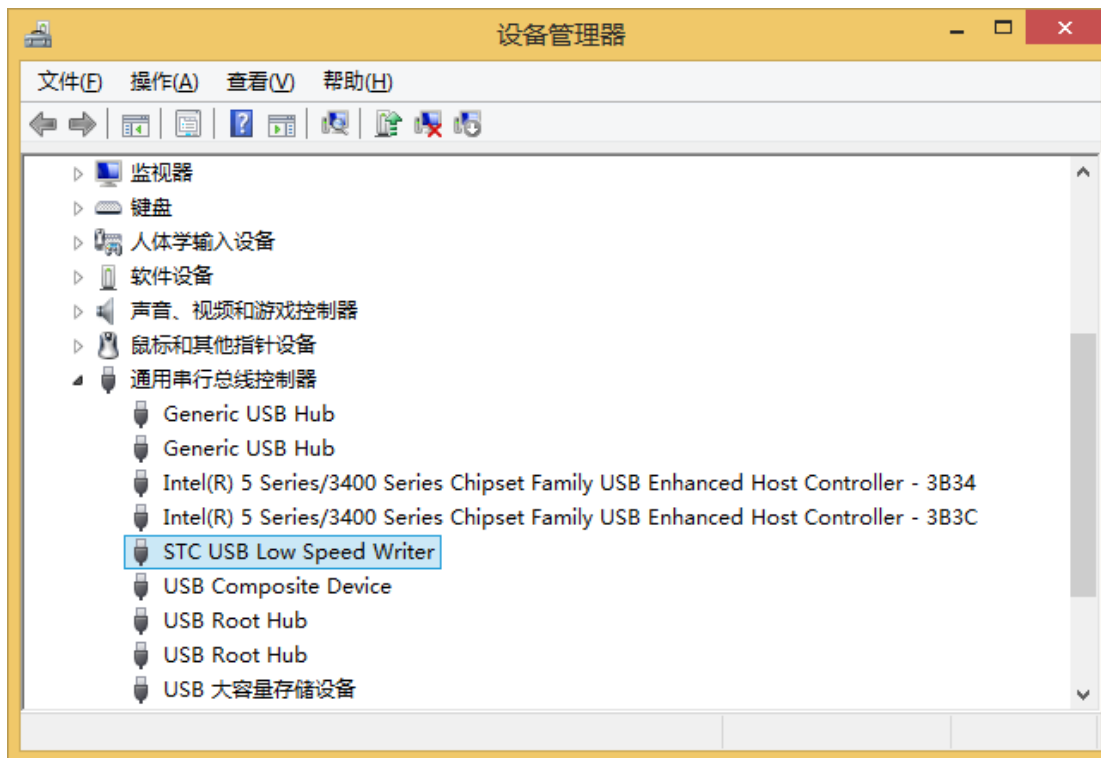 设备管理器
文件(F) 操作(A) 查看(V) 帮助(H)
监视器
键盘
人体学输入设备
软件设备
声音、视频和游戏控制器
鼠标和其他指针设备
通用串行总线控制器
Generic USB Hub
Generic USB Hub
Intel(R) 5 Series/3400 Series Chipset Family USB Enhanced Host Controller - 3B34
Intel(R) 5 Series/3400 Series Chipset Family USB Enhanced Host Controller - 3B3C
STC USB Low Speed Writer
USB Composite Device
USB Root Hub
USB Root Hub
USB 大容量存储设备